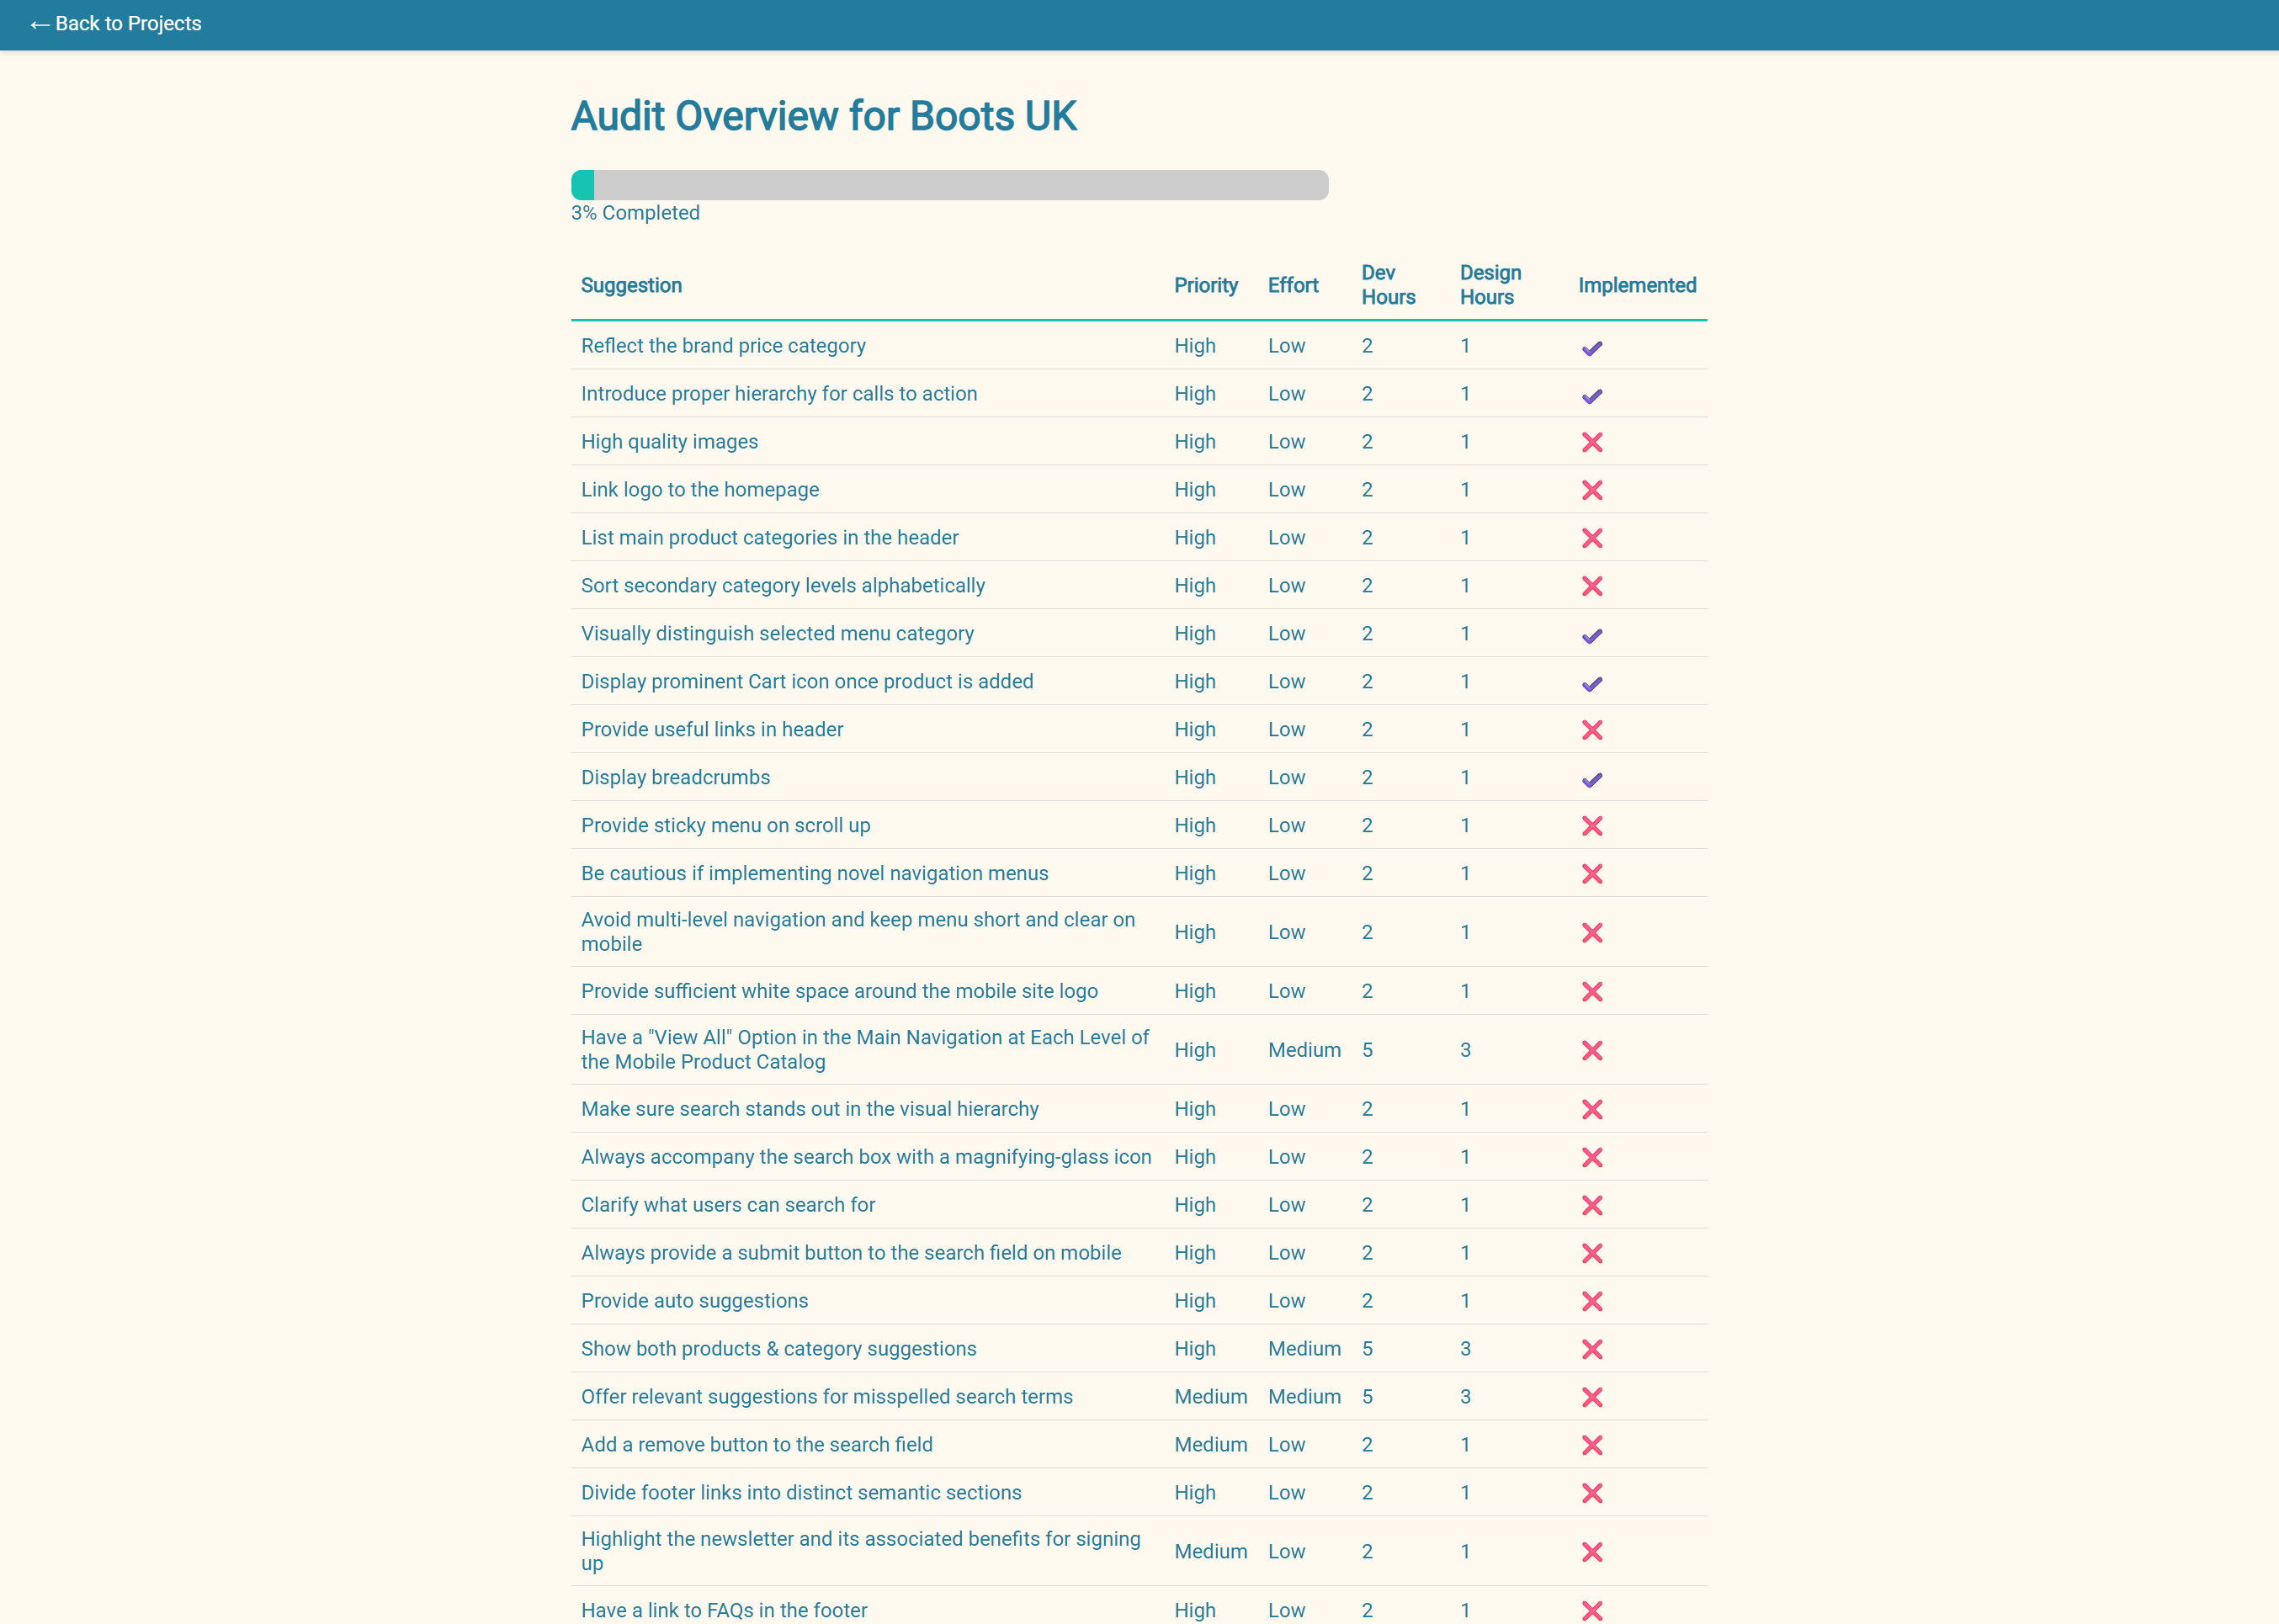 ← Back to Projects
Audit Overview for Boots UK
3% Completed
Suggestion Priority Effort Dev Hours Design Hours Implemented
Reflect the brand price category High Low 2 1
Introduce proper hierarchy for calls to action High Low 2 1
High quality images High Low 2 1
Link logo to the homepage High Low 2 1
List main product categories in the header High Low 2 1
Sort secondary category levels alphabetically High Low 2 1
Visually distinguish selected menu category High Low 2 1
Display prominent Cart icon once product is added High Low 2 1
Provide useful links in header High Low 2 1
Display breadcrumbs High Low 2 1
Provide sticky menu on scroll up High Low 2 1
Be cautious if implementing novel navigation menus High Low 2 1
Avoid multi-level navigation and keep menu short and clear on
mobile High Low 2 1
Provide sufficient white space around the mobile site logo High Low 2 1
Have a "View All" Option in the Main Navigation at Each Level of
the Mobile Product Catalog High Medium 5 3
Make sure search stands out in the visual hierarchy High Low 2 1
Always accompany the search box with a magnifying-glass icon High Low 2 1
Clarify what users can search for High Low 2 1
Always provide a submit button to the search field on mobile High Low 2 1
Provide auto suggestions High Low 2 1
Show both products & category suggestions High Medium 5 3
Offer relevant suggestions for misspelled search terms Medium Medium 5 3
Add a remove button to the search field Medium Low 2 1
Divide footer links into distinct semantic sections High Low 2 1
Highlight the newsletter and its associated benefits for signing
up Medium Low 2 1
Have a link to FAQs in the footer High Low 2 1